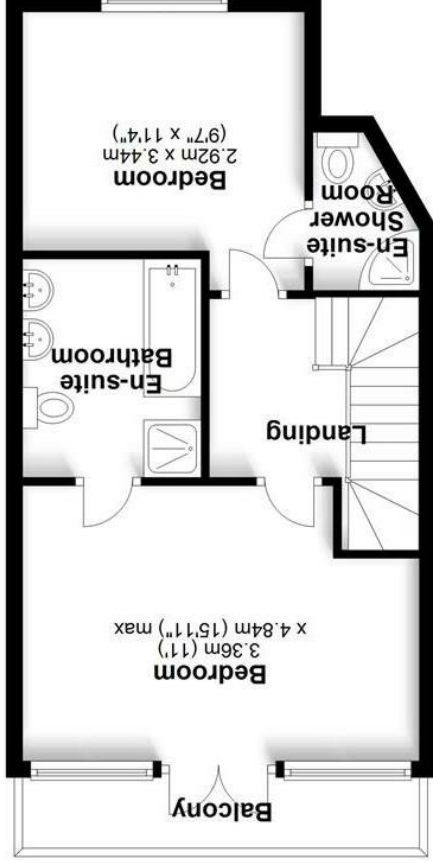 Balcony
Bedroom
3.36m (11')
x 4.84m (15'11") max
Landing
En-suite
Bathroom
En-suite
Shower
Room
Bedroom
2.92m x 3.44m
(9'7" x 11'4")